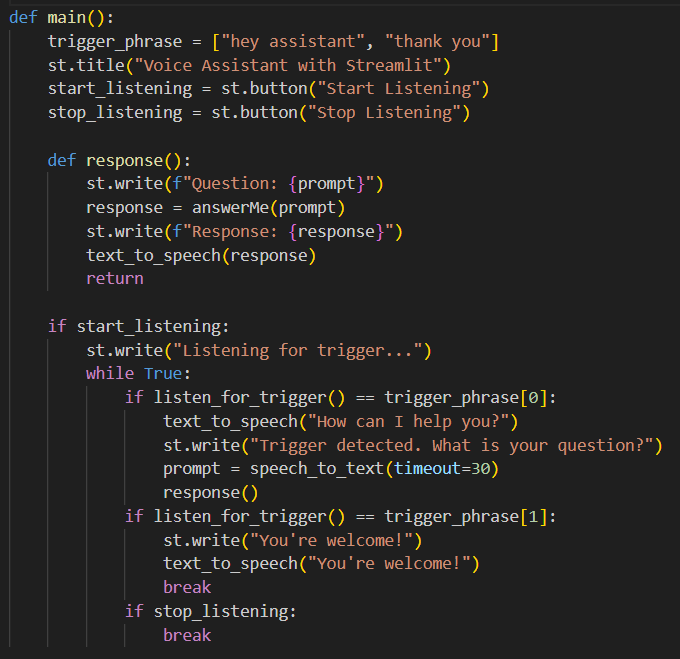 def main():
    trigger_phrase = ["hey assistant", "thank you"]
    st.title("Voice Assistant with Streamlit")
    start_listening = st.button("Start Listening")
    stop_listening = st.button("Stop Listening")

    def response():
        st.write(f"Question: {prompt}")
        response = answerMe(prompt)
        st.write(f"Response: {response}")
        text_to_speech(response)
        return

    if start_listening:
        st.write("Listening for trigger...")
        while True:
            if listen_for_trigger() == trigger_phrase[0]:
                text_to_speech("How can I help you?")
                st.write("Trigger detected. What is your question?")
                prompt = speech_to_text(timeout=30)
                response()
            if listen_for_trigger() == trigger_phrase[1]:
                st.write("You're welcome!")
                text_to_speech("You're welcome!")
                break
            if stop_listening:
                break